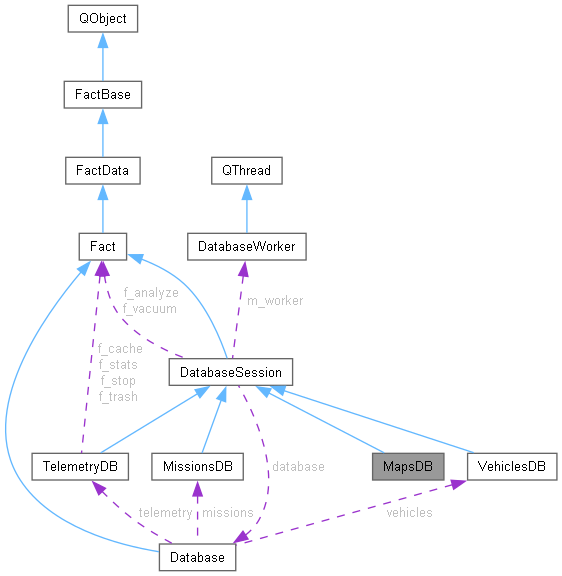 QObject
FactBase
FactData
QThread
Fact
DatabaseWorker
f_analyze
f_vacuum
m_worker
f_cache
f_stats
f_stop
f_trash
DatabaseSession
TelemetryDB
MissionsDB
database
MapsDB
VehiclesDB
telemetry
missions
vehicles
Database